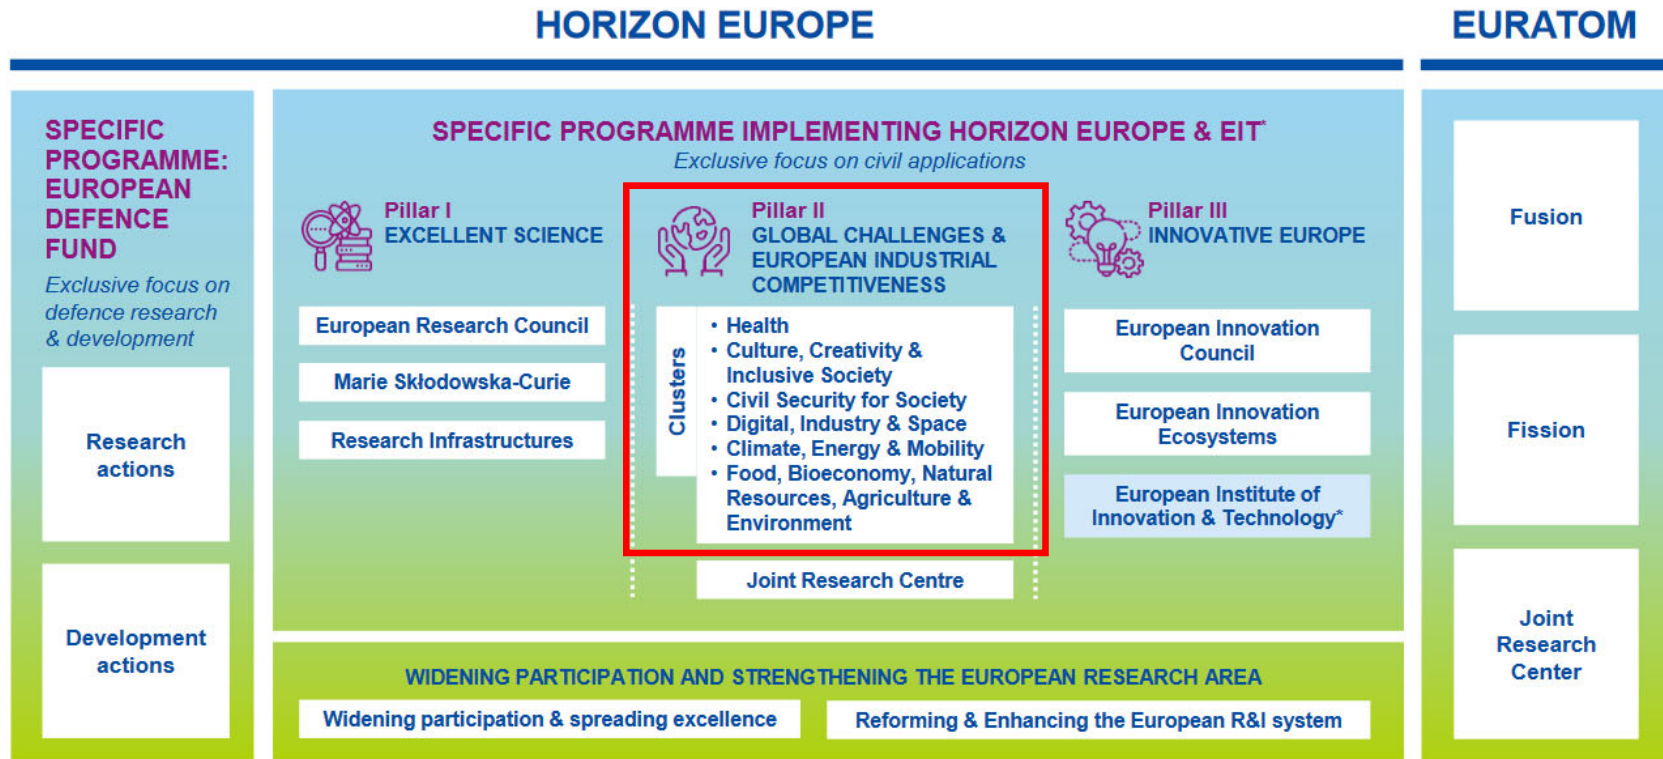 HORIZON EUROPE
EURATOM
SPECIFIC
PROGRAMME:
EUROPEAN
DEFENCE
FUND
Exclusive focus on
defence research
& development
Research
actions
Development
actions
SPECIFIC PROGRAMME IMPLEMENTING HORIZON EUROPE & EIT*
Exclusive focus on civil applications
Pillar I
EXCELLENT SCIENCE
European Research Council
Marie Skłodowska-Curie
Research Infrastructures
Pillar II
GLOBAL CHALLENGES &
EUROPEAN INDUSTRIAL
COMPETITIVENESS
Clusters
• Health
• Culture, Creativity &
Inclusive Society
• Civil Security for Society
• Digital, Industry & Space
• Climate, Energy & Mobility
• Food, Bioeconomy, Natural
Resources, Agriculture &
Environment
Joint Research Centre
Pillar III
INNOVATIVE EUROPE
European Innovation
Council
European Innovation
Ecosystems
European Institute of
Innovation & Technology*
WIDENING PARTICIPATION AND STRENGTHENING THE EUROPEAN RESEARCH AREA
Widening participation & spreading excellence
Reforming & Enhancing the European R&I system
Fusion
Fission
Joint
Research
Center